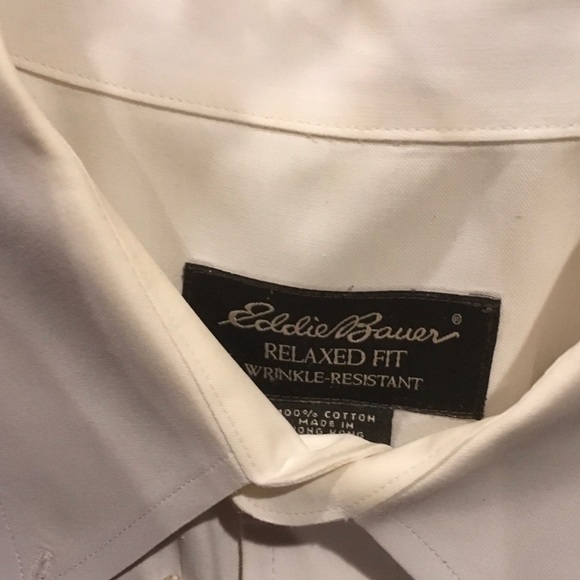 Eddie Bauer®
RELAXED FIT
WRINKLE-RESISTANT
100% COTTON
MADE IN
HONG KONG